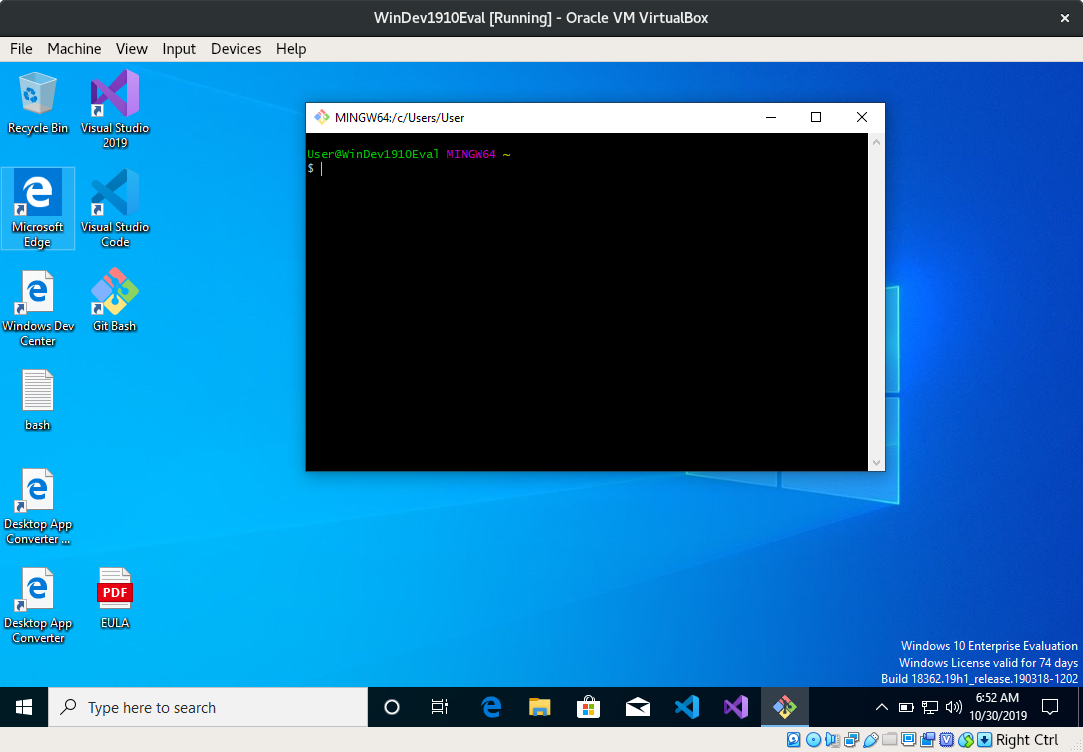 WinDev1910Eval [Running] - Oracle VM VirtualBox
File Machine View Input Devices Help
Recycle Bin
Visual Studio
2019
Microsoft
Edge
Visual Studio
Code
Windows Dev
Center
Git Bash
bash
Desktop App
Converter ...
Desktop App
Converter
PDF
EULA
MINGW64:/c/Users/User
User@WinDev1910Eval MINGW64 ~
$
Windows 10 Enterprise Evaluation
Windows License valid for 74 days
Build 18362.19h1_release.190318-1202
Type here to search
6:52 AM
10/30/2019
Right Ctrl